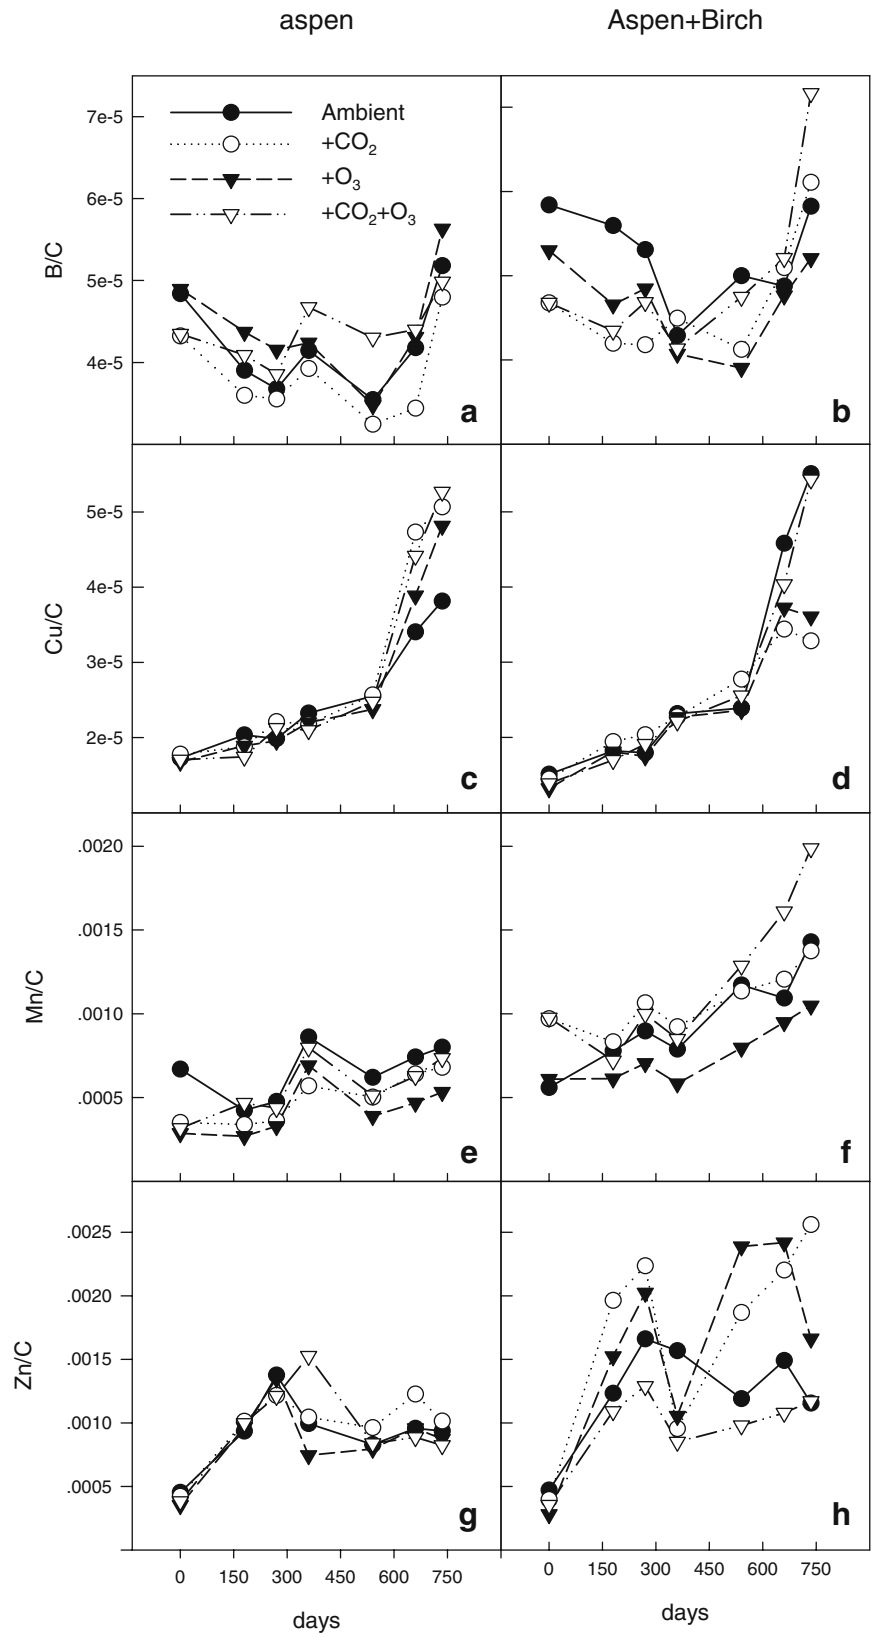 aspen
Aspen+Birch
B/C
7e-5
6e-5
5e-5
4e-5
Ambient
+CO2
+O3
+CO2+O3
a
b
Cu/C
5e-5
4e-5
3e-5
2e-5
c
d
Mn/C
.0020
.0015
.0010
.0005
e
f
Zn/C
.0025
.0020
.0015
.0010
.0005
g
h
0 150 300 450 600 750
0 150 300 450 600 750
days
days